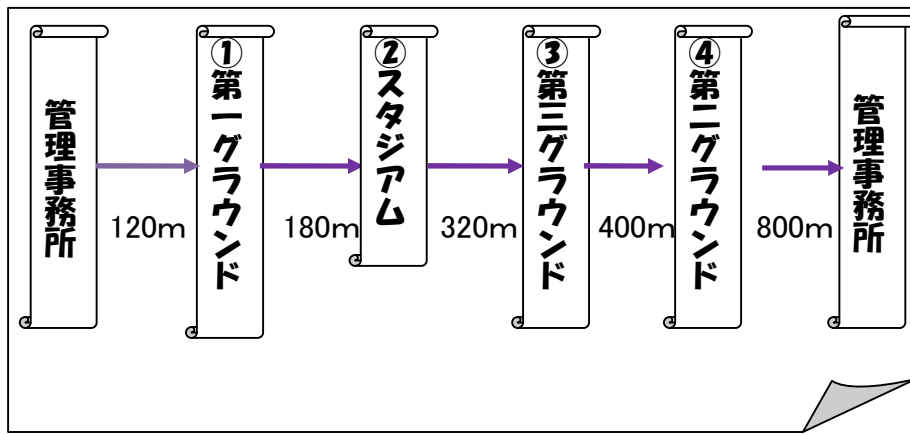 管理事務所
120m
①第一グラウンド
180m
②スタジアム
320m
③第三グラウンド
400m
④第二グラウンド
800m
管理事務所